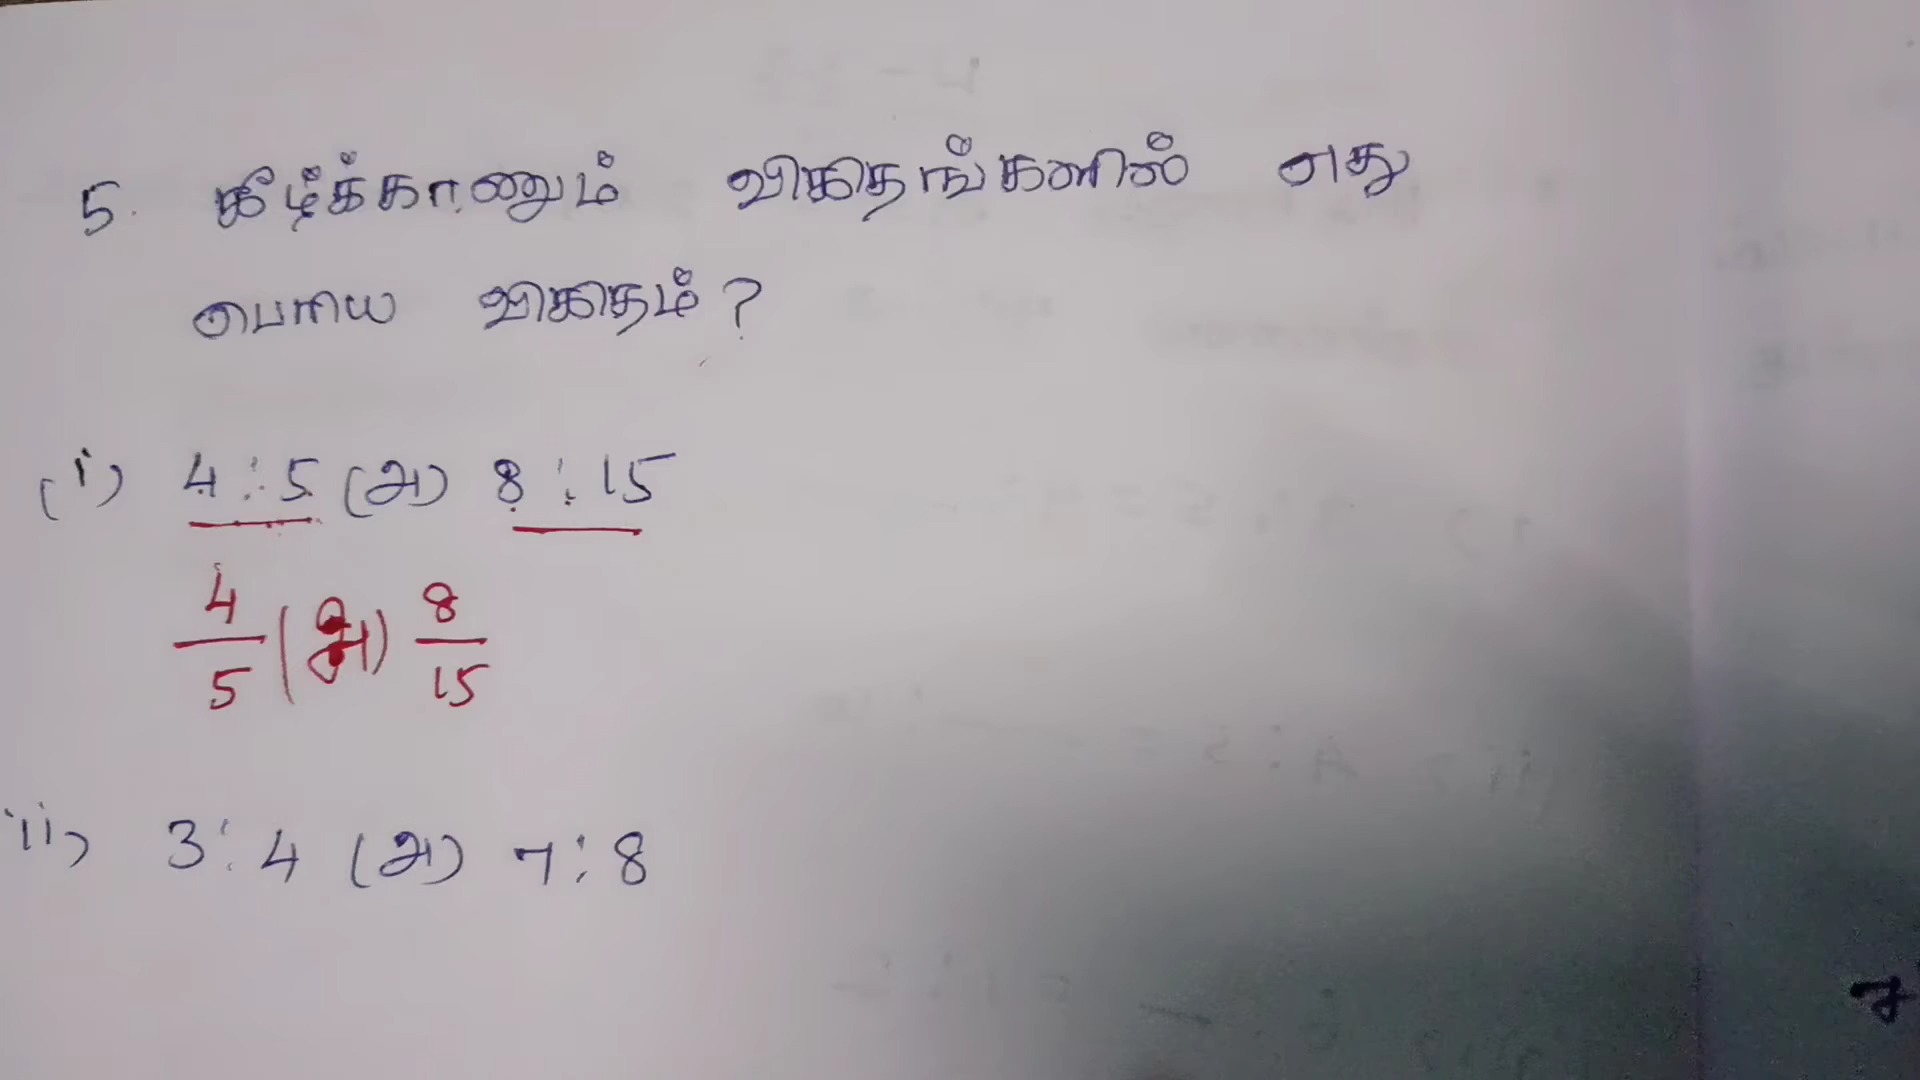 5. கீழ்க்காணும் விகிதங்களில் எது
பெரிய விகிதம்?
(i) 4 : 5 (அ) 8 : 15
4/5 (அ) 8/15
ii) 3 : 4 (அ) 7 : 8